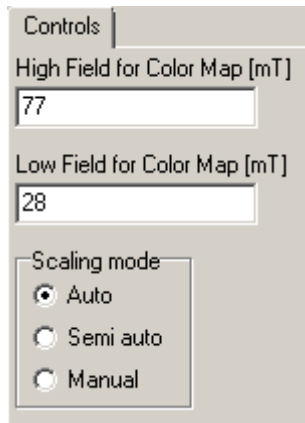 Controls
High Field for Color Map [mT]
77
Low Field for Color Map [mT]
28
Scaling mode
Auto
Semi auto
Manual